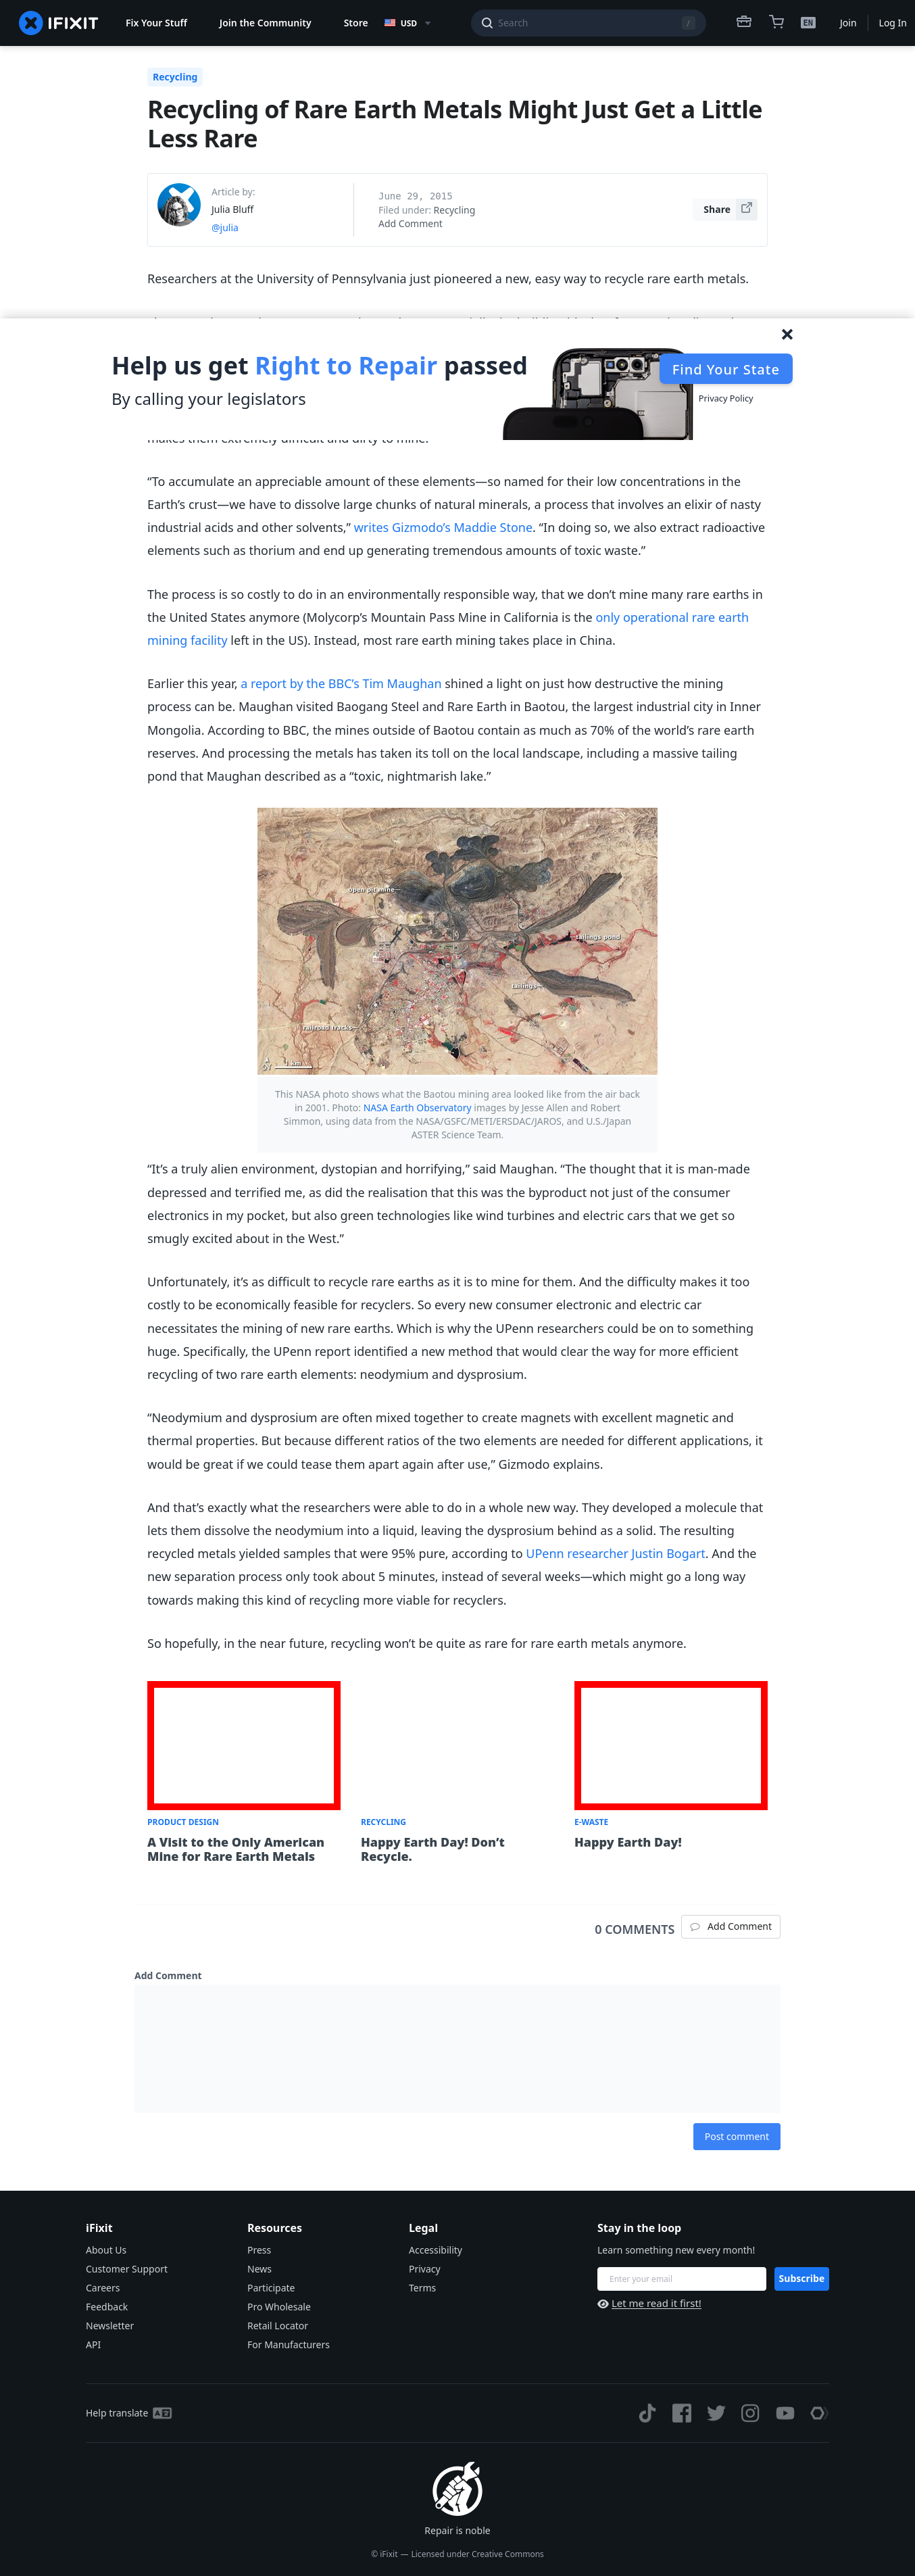 IFIXIT
Fix Your Stuff
Join the Community
Store
USD
Search
/
EN
Join
Log In
Recycling
Recycling of Rare Earth Metals Might Just Get a Little
Less Rare
Article by:
Julia Bluff
@julia
June 29, 2015
Filed under: Recycling
Add Comment
Share
Researchers at the University of Pennsylvania just pioneered a new, easy way to recycle rare earth metals.
Help us get Right to Repair passed
By calling your legislators
Find Your State
Privacy Policy
makes them extremely difficult and dirty to mine.
“To accumulate an appreciable amount of these elements—so named for their low concentrations in the
Earth’s crust—we have to dissolve large chunks of natural minerals, a process that involves an elixir of nasty
industrial acids and other solvents,” writes Gizmodo’s Maddie Stone. “In doing so, we also extract radioactive
elements such as thorium and end up generating tremendous amounts of toxic waste.”
The process is so costly to do in an environmentally responsible way, that we don’t mine many rare earths in
the United States anymore (Molycorp’s Mountain Pass Mine in California is the only operational rare earth
mining facility left in the US). Instead, most rare earth mining takes place in China.
Earlier this year, a report by the BBC’s Tim Maughan shined a light on just how destructive the mining
process can be. Maughan visited Baogang Steel and Rare Earth in Baotou, the largest industrial city in Inner
Mongolia. According to BBC, the mines outside of Baotou contain as much as 70% of the world’s rare earth
reserves. And processing the metals has taken its toll on the local landscape, including a massive tailing
pond that Maughan described as a “toxic, nightmarish lake.”
open pit mine
tailings pond
tailings
railroad tracks
N
1 km
This NASA photo shows what the Baotou mining area looked like from the air back
in 2001. Photo: NASA Earth Observatory images by Jesse Allen and Robert
Simmon, using data from the NASA/GSFC/METI/ERSDAC/JAROS, and U.S./Japan
ASTER Science Team.
“It’s a truly alien environment, dystopian and horrifying,” said Maughan. “The thought that it is man-made
depressed and terrified me, as did the realisation that this was the byproduct not just of the consumer
electronics in my pocket, but also green technologies like wind turbines and electric cars that we get so
smugly excited about in the West.”
Unfortunately, it’s as difficult to recycle rare earths as it is to mine for them. And the difficulty makes it too
costly to be economically feasible for recyclers. So every new consumer electronic and electric car
necessitates the mining of new rare earths. Which is why the UPenn researchers could be on to something
huge. Specifically, the UPenn report identified a new method that would clear the way for more efficient
recycling of two rare earth elements: neodymium and dysprosium.
“Neodymium and dysprosium are often mixed together to create magnets with excellent magnetic and
thermal properties. But because different ratios of the two elements are needed for different applications, it
would be great if we could tease them apart again after use,” Gizmodo explains.
And that’s exactly what the researchers were able to do in a whole new way. They developed a molecule that
lets them dissolve the neodymium into a liquid, leaving the dysprosium behind as a solid. The resulting
recycled metals yielded samples that were 95% pure, according to UPenn researcher Justin Bogart. And the
new separation process only took about 5 minutes, instead of several weeks—which might go a long way
towards making this kind of recycling more viable for recyclers.
So hopefully, in the near future, recycling won’t be quite as rare for rare earth metals anymore.
PRODUCT DESIGN
A Visit to the Only American
Mine for Rare Earth Metals
RECYCLING
Happy Earth Day! Don’t
Recycle.
E-WASTE
Happy Earth Day!
0 COMMENTS
Add Comment
Add Comment
Post comment
iFixit
About Us
Customer Support
Careers
Feedback
Newsletter
API
Resources
Press
News
Participate
Pro Wholesale
Retail Locator
For Manufacturers
Legal
Accessibility
Privacy
Terms
Stay in the loop
Learn something new every month!
Enter your email
Subscribe
Let me read it first!
Help translate
Repair is noble
© iFixit — Licensed under Creative Commons